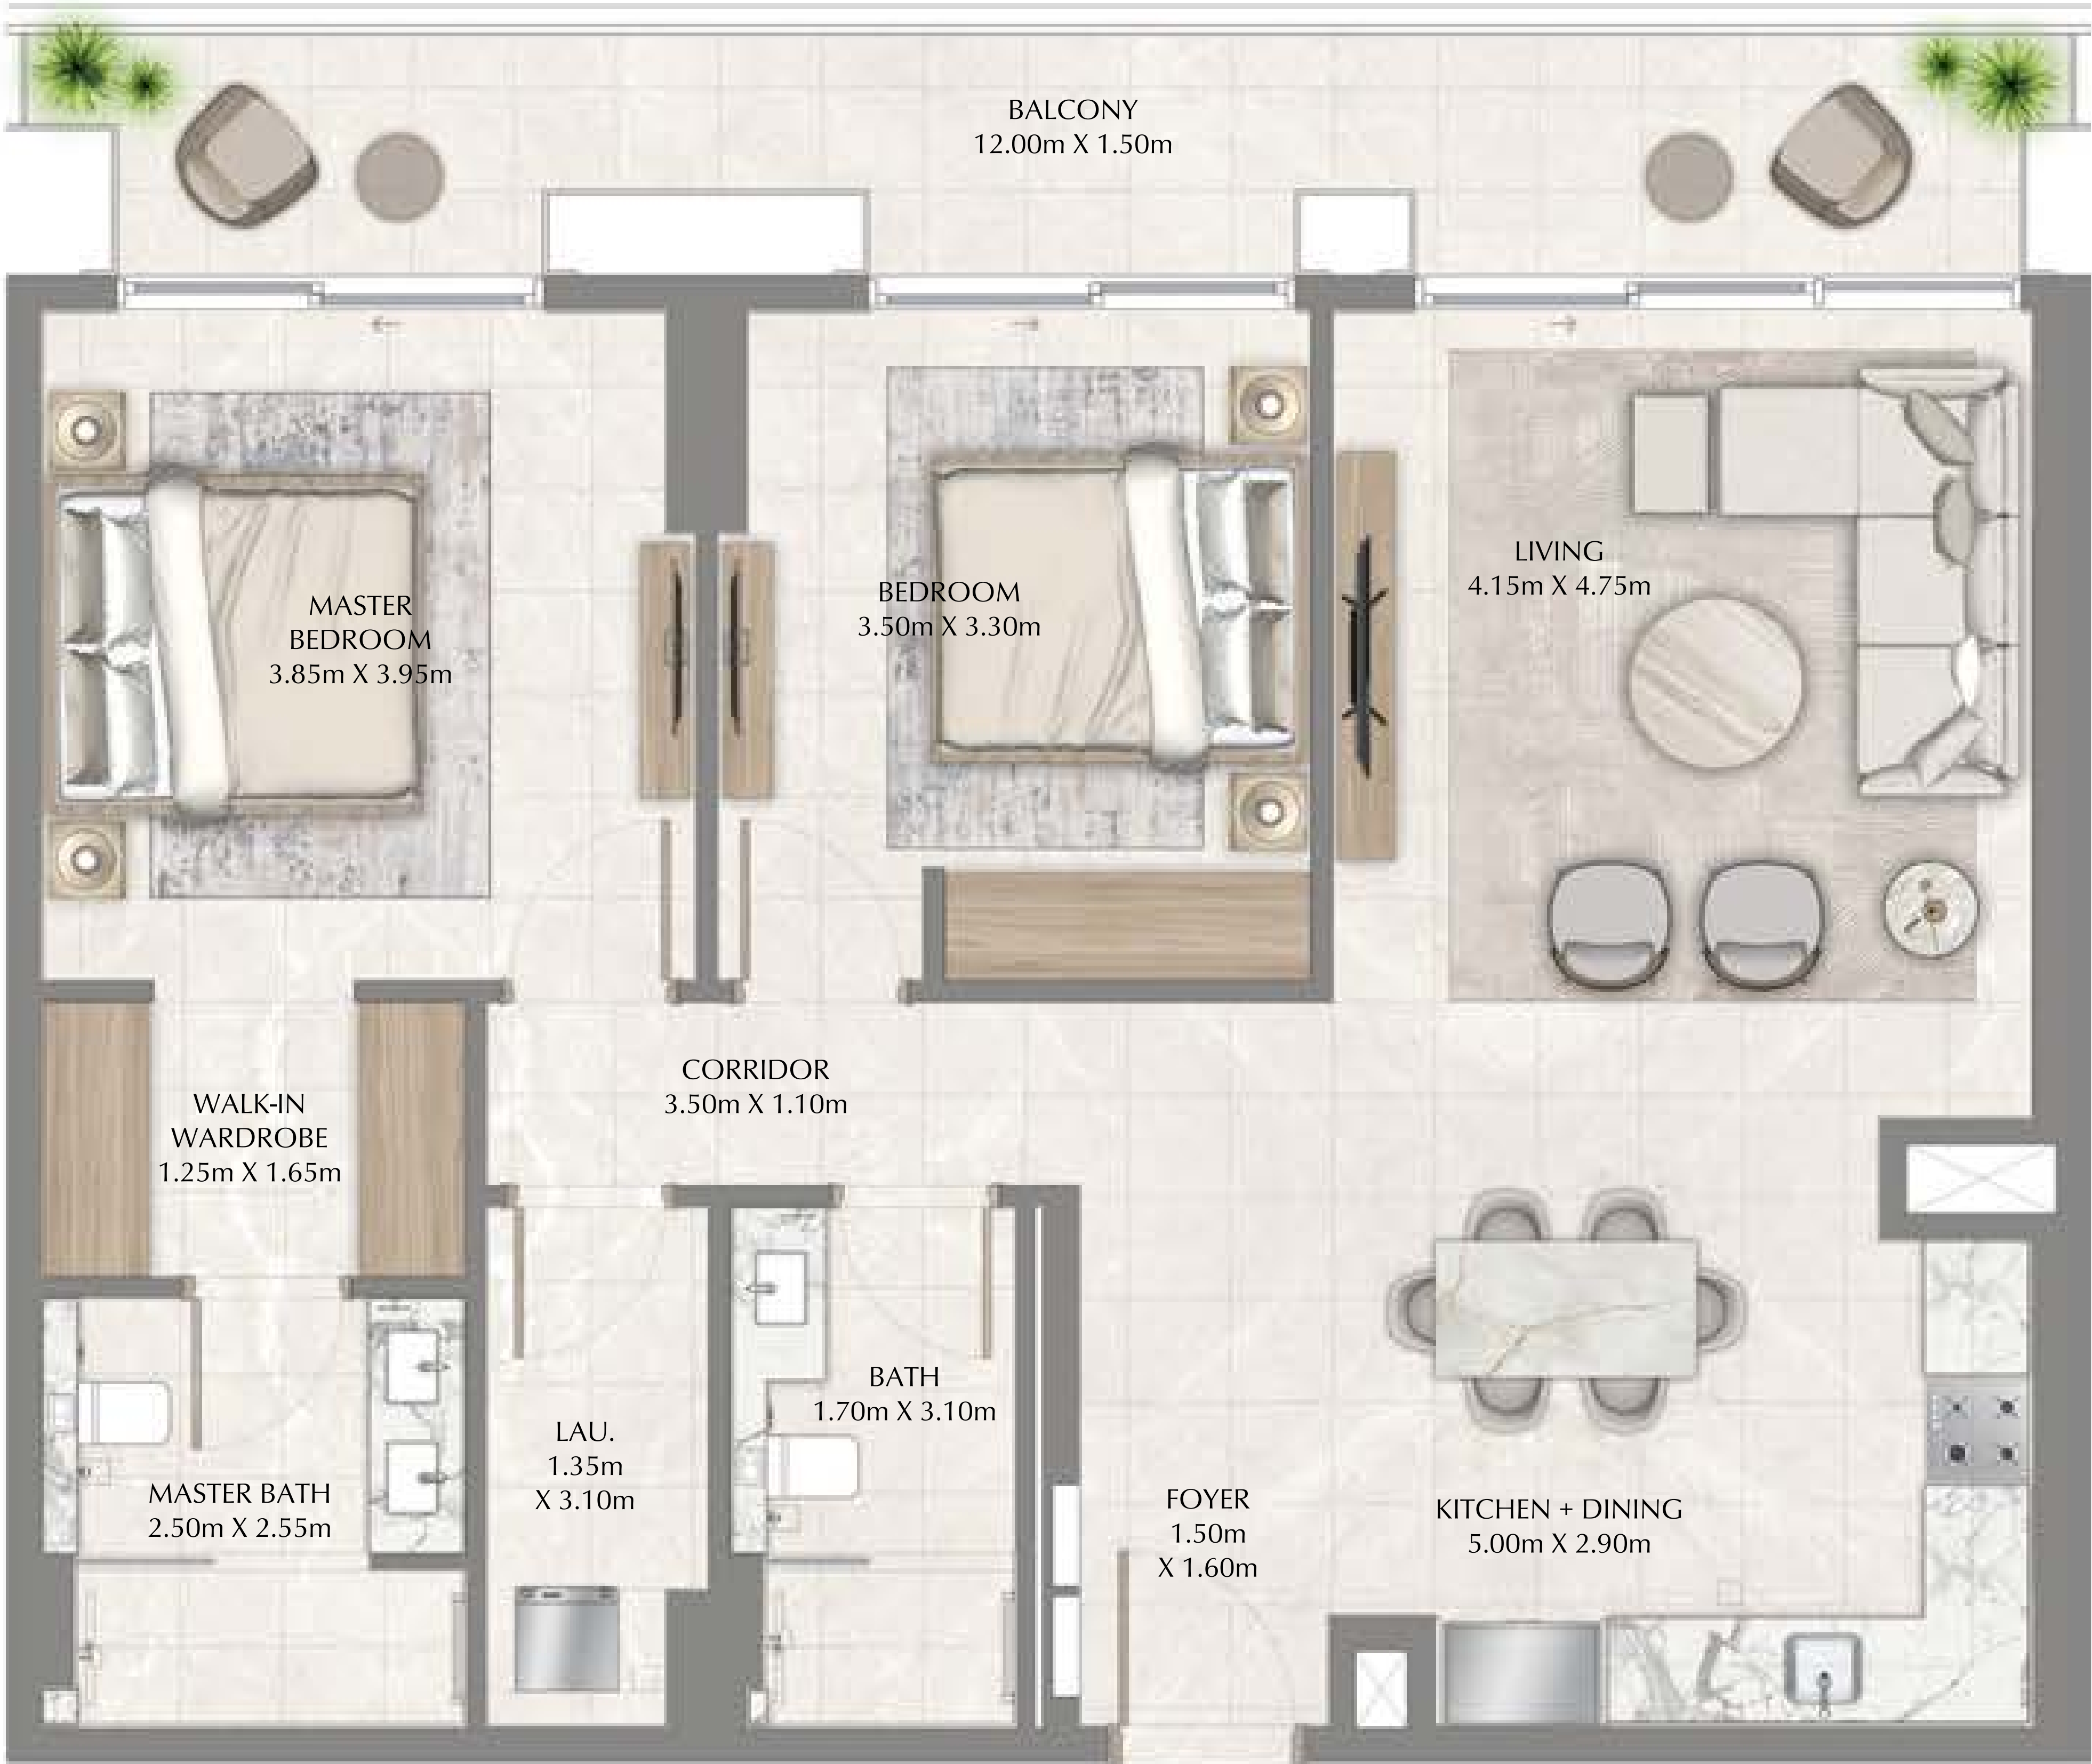 BALCONY
12.00m X 1.50m
MASTER
BEDROOM
3.85m X 3.95m
BEDROOM
3.50m X 3.30m
LIVING
4.15m X 4.75m
CORRIDOR
3.50m X 1.10m
WALK-IN
WARDROBE
1.25m X 1.65m
MASTER BATH
2.50m X 2.55m
LAU.
1.35m
X 3.10m
BATH
1.70m X 3.10m
FOYER
1.50m
X 1.60m
KITCHEN + DINING
5.00m X 2.90m